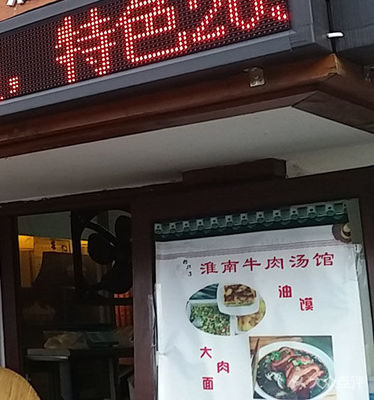 特色20.
淮南牛肉汤馆
油馍
大肉面